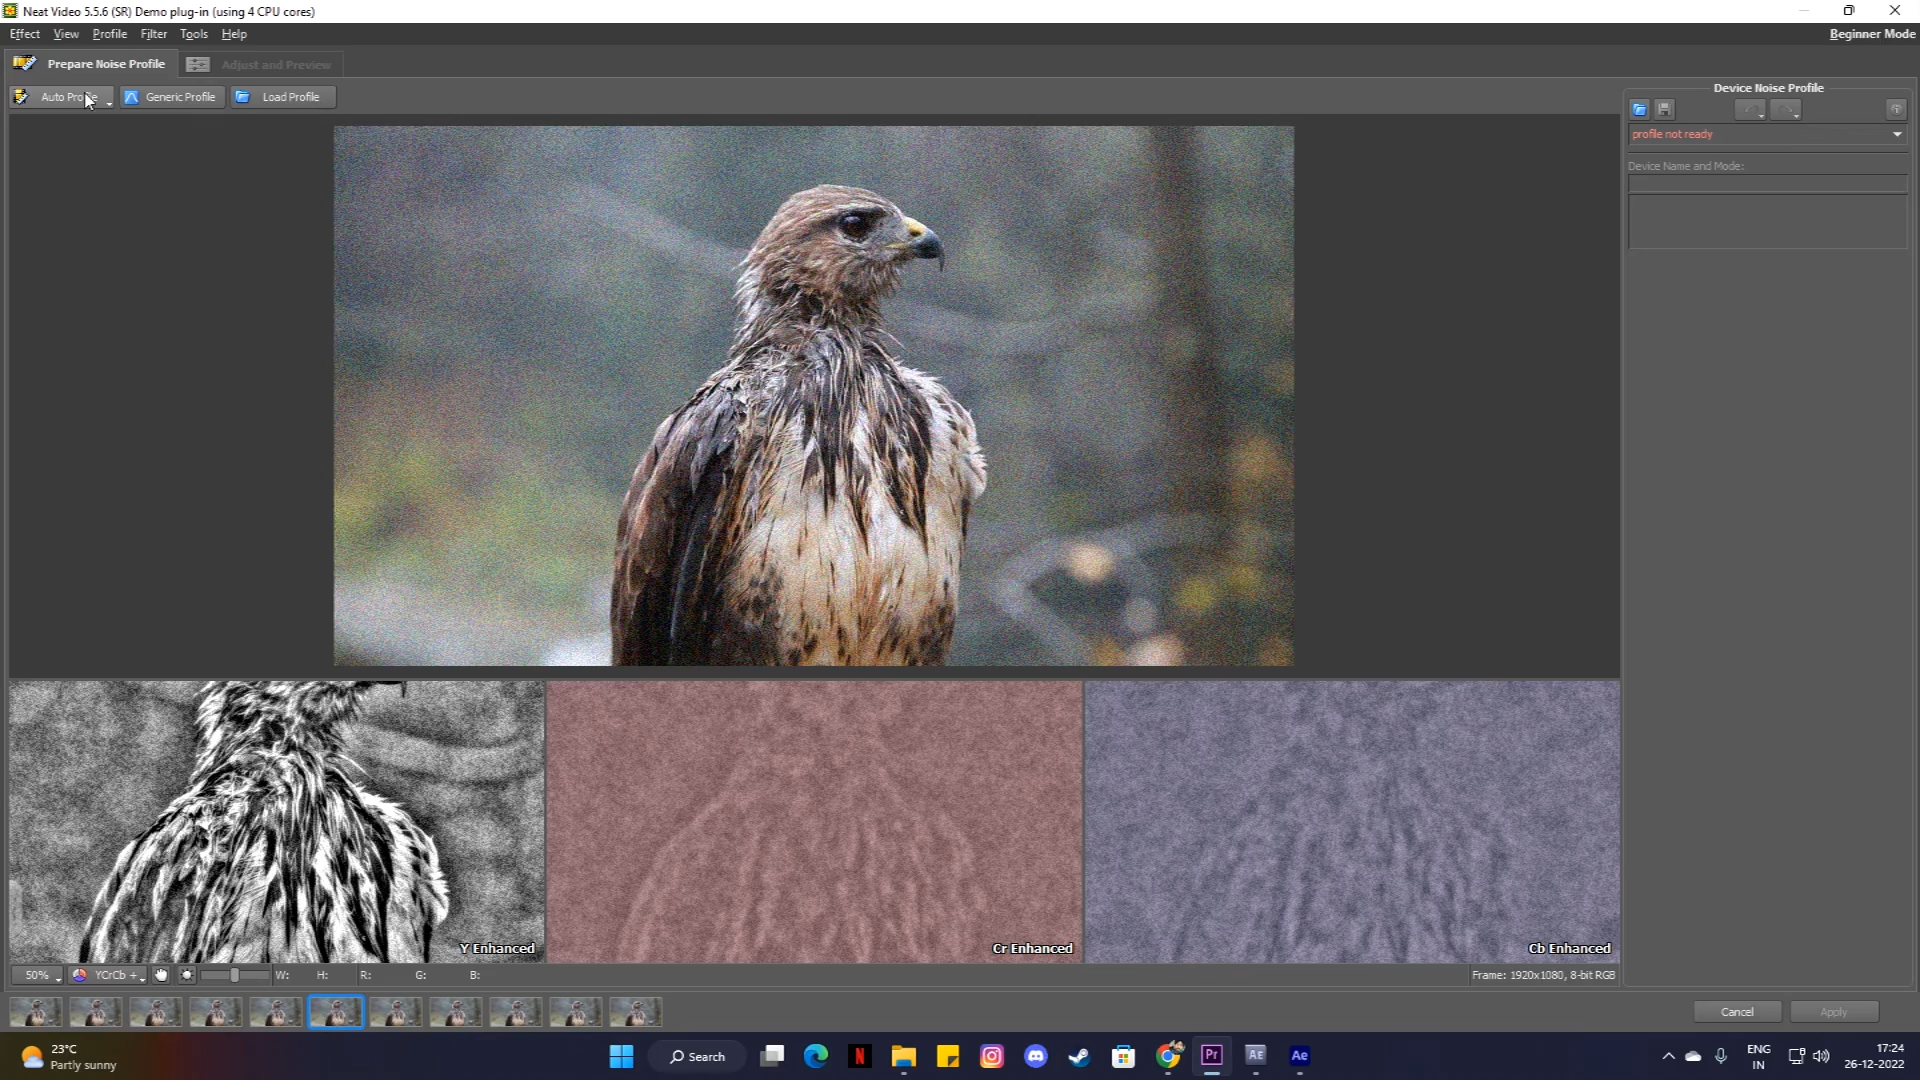 Neat Video 5.5.6 (SR) Demo plug-in (using 4 CPU cores)
Effect View Profile Filter Tools Help
Beginner Mode
Prepare Noise Profile
Adjust and Preview
Auto Profile
Generic Profile
Load Profile
Device Noise Profile
profile not ready
Device Name and Mode:
Y Enhanced
Cr Enhanced
Cb Enhanced
50% YCrCb + W: H: R: G: B:
Frame: 1920x1080, 8-bit RGB
Cancel
Apply
23°C
Partly sunny
Search
N
Pr
AE
Ae
ENG
IN
17:24
26-12-2022